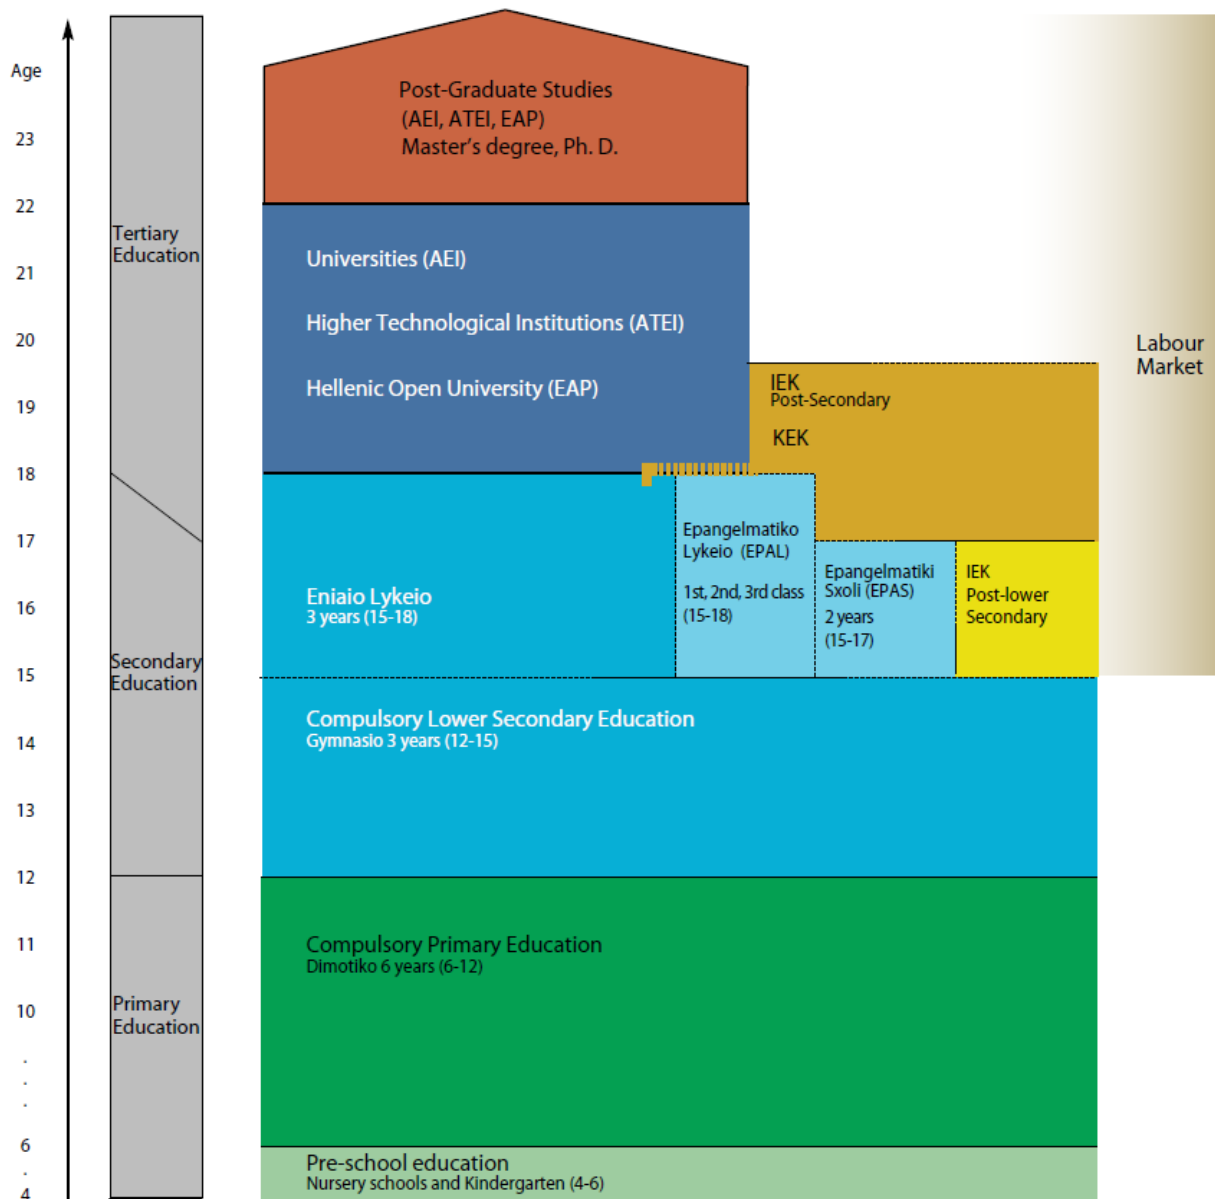 Age
23
22
21
20
19
18
17
16
15
14
13
12
11
10
.
.
.
6
.
4
Tertiary
Education
Secondary
Education
Primary
Education
Post-Graduate Studies
(AEI, ATEI, EAP)
Master's degree, Ph. D.
Universities (AEI)
Higher Technological Institutions (ATEI)
Hellenic Open University (EAP)
IEK
Post-Secondary
KEK
Labour
Market
Eniaio Lykeio
3 years (15-18)
Epangelmatiko
Lykeio (EPAL)
1st, 2nd, 3rd class
(15-18)
Epangelmatiki
Sxoli (EPAS)
2 years
(15-17)
IEK
Post-lower
Secondary
Compulsory Lower Secondary Education
Gymnasio 3 years (12-15)
Compulsory Primary Education
Dimotiko 6 years (6-12)
Pre-school education
Nursery schools and Kindergarten (4-6)